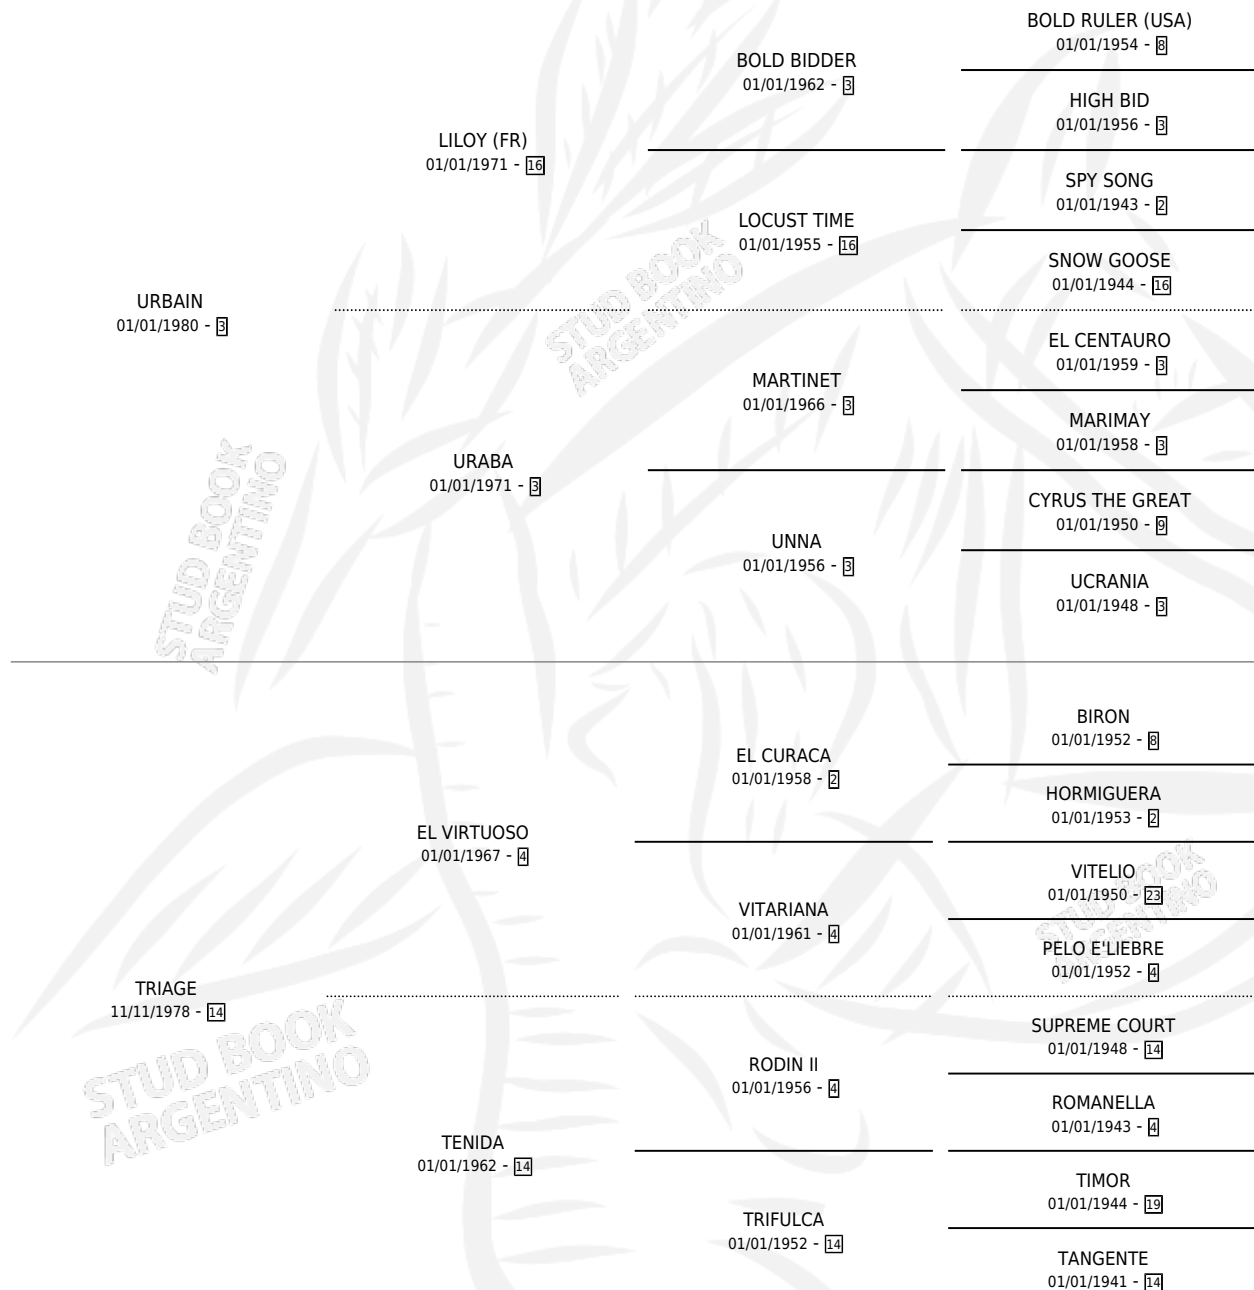 BOLD RULER (USA)
01/01/1954 - 8
BOLD BIDDER
01/01/1962 - 3
HIGH BID
01/01/1956 - 3
LILOY (FR)
01/01/1971 - 16
SPY SONG
01/01/1943 - 2
LOCUST TIME
01/01/1955 - 16
SNOW GOOSE
01/01/1944 - 16
URBAIN
01/01/1980 - 3
EL CENTAURO
01/01/1959 - 3
MARTINET
01/01/1966 - 3
MARIMAY
01/01/1958 - 3
URABA
01/01/1971 - 3
CYRUS THE GREAT
01/01/1950 - 9
UNNA
01/01/1956 - 3
UCRANIA
01/01/1948 - 3
BIRON
01/01/1952 - 8
EL CURACA
01/01/1958 - 2
HORMIGUERA
01/01/1953 - 2
EL VIRTUOSO
01/01/1967 - 4
VITELIO
01/01/1950 - 23
VITARIANA
01/01/1961 - 4
PELO E'LIEBRE
01/01/1952 - 4
TRIAGE
11/11/1978 - 14
SUPREME COURT
01/01/1948 - 14
RODIN II
01/01/1956 - 4
ROMANELLA
01/01/1943 - 4
TENIDA
01/01/1962 - 14
TIMOR
01/01/1944 - 19
TRIFULCA
01/01/1952 - 14
TANGENTE
01/01/1941 - 14
STUD BOOK
ARGENTINO
STUD BOOK
ARGENTINO
STUD BOOK
ARGENTINO
STUD BOOK
ARGENTINO